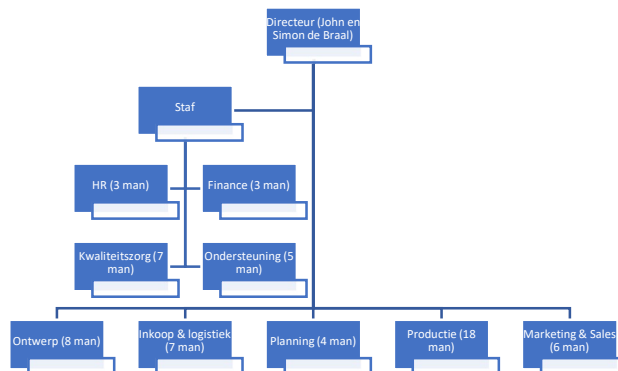 Directeur (John en
Simon de Braal)
Staf
HR (3 man)
Finance (3 man)
Kwaliteitszorg (7
man)
Ondersteuning (5
man)
Ontwerp (8 man)
Inkoop & logistiek
(7 man)
Planning (4 man)
Productie (18
man)
Marketing & Sales
(6 man)